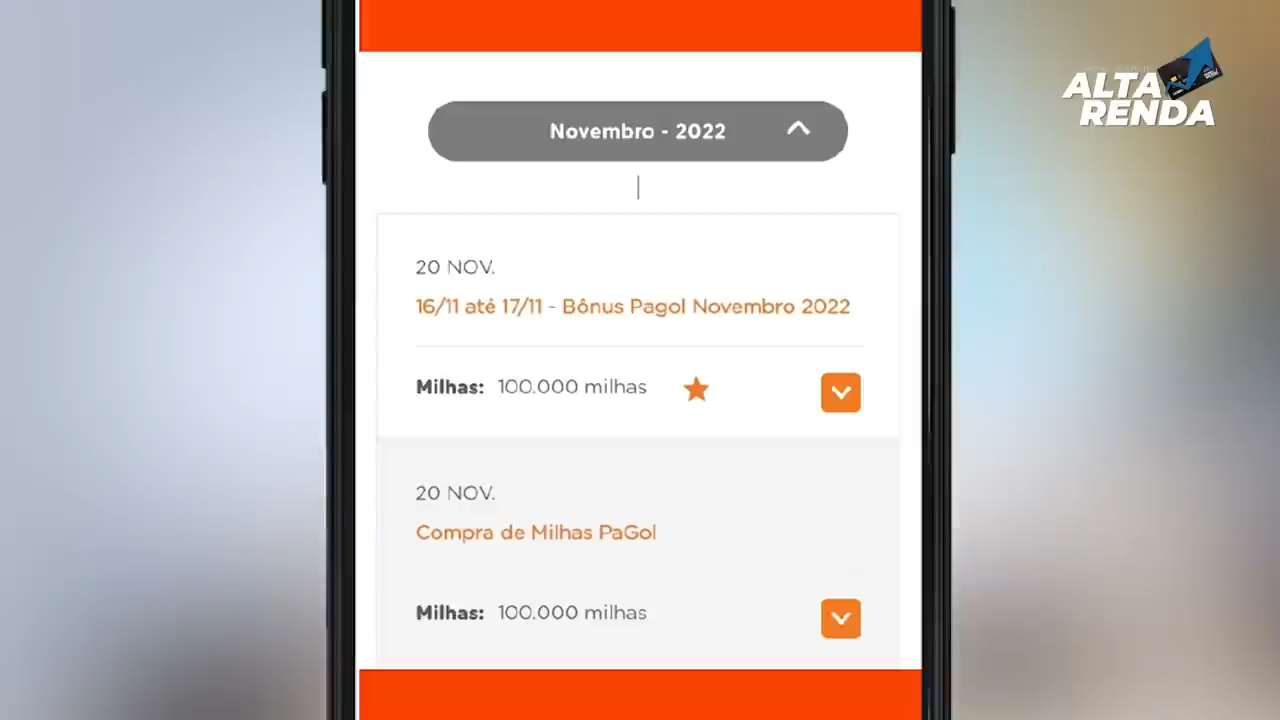 ALTA
RENDA
Novembro - 2022
20 NOV.
16/11 até 17/11 - Bônus Pagol Novembro 2022
Milhas: 100.000 milhas
20 NOV.
Compra de Milhas PaGol
Milhas: 100.000 milhas